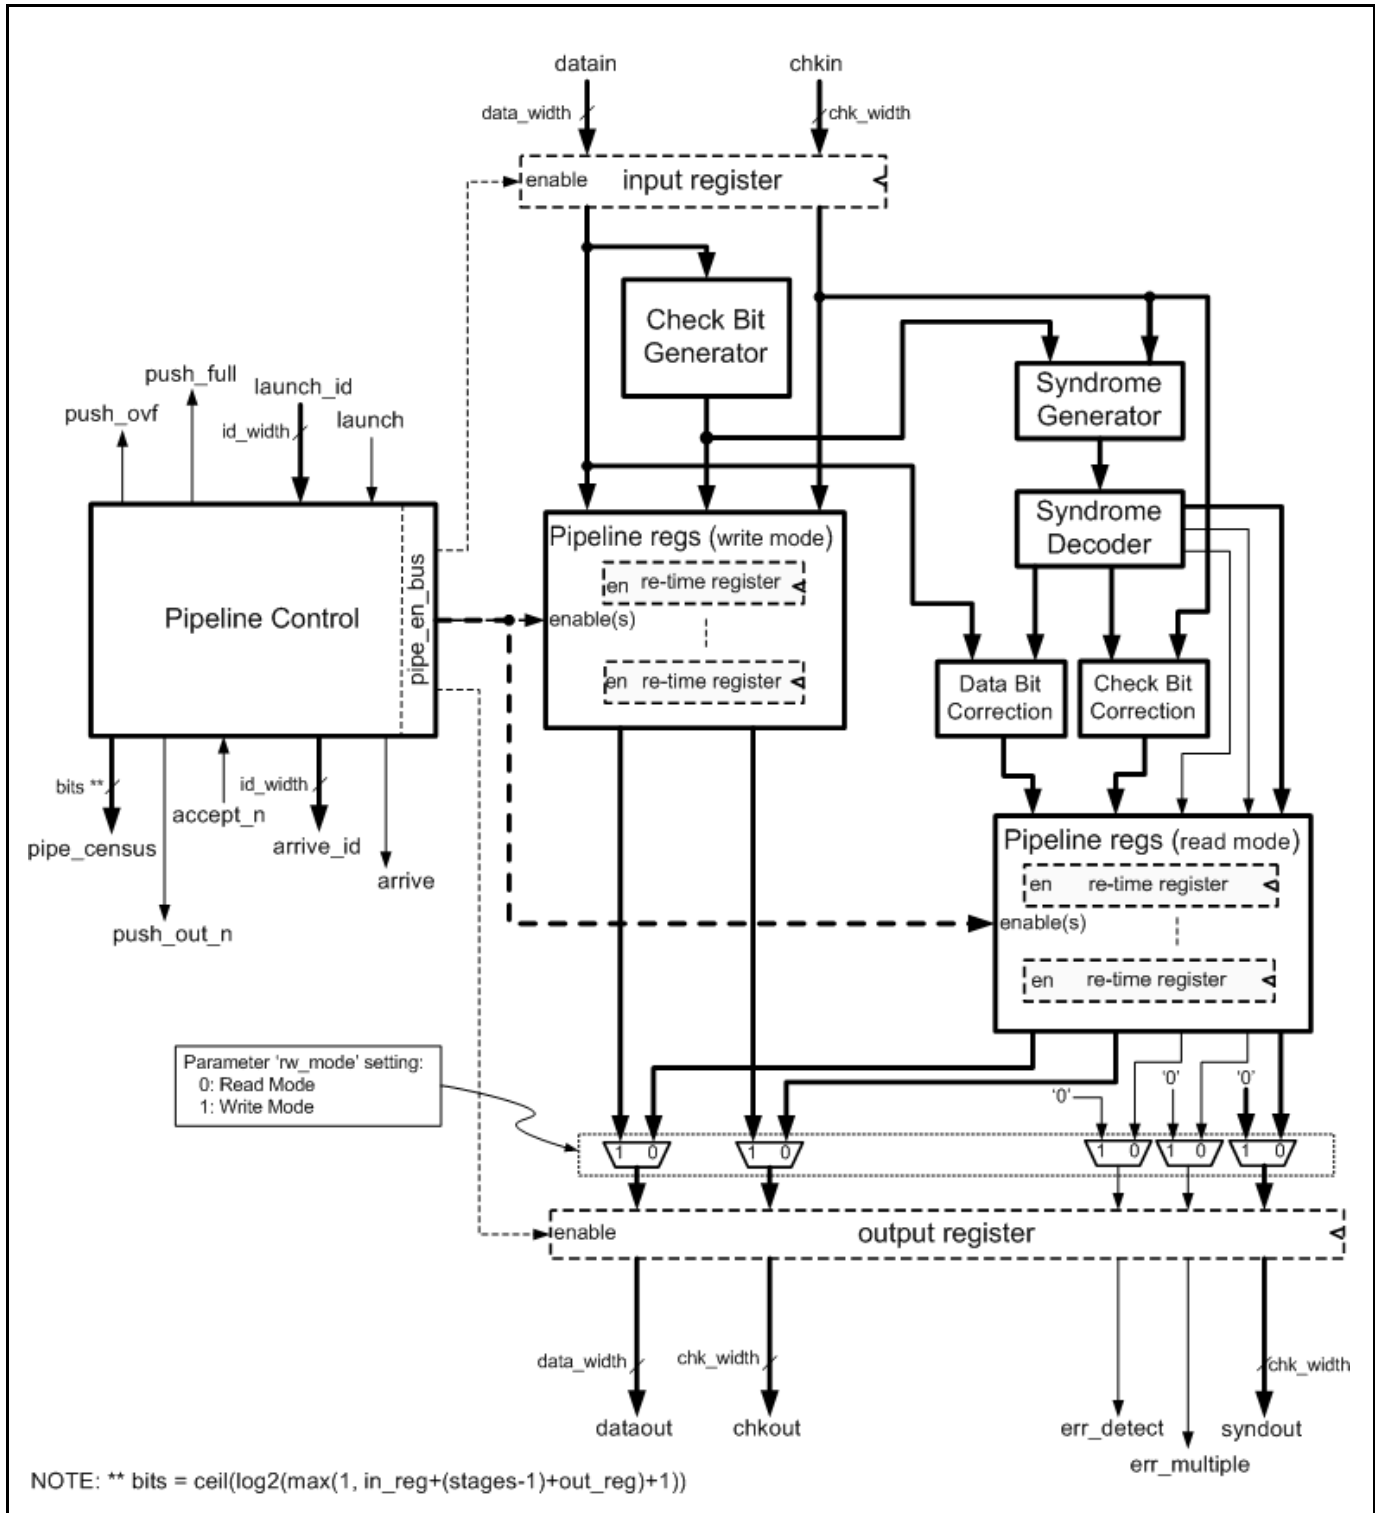 datain
chkin
data_width
chk_width
enable
input register
Check Bit
Generator
push_full
launch_id
push_ovf
id_width
launch
Syndrome
Generator
Syndrome
Decoder
Pipeline Control
pipe_en_bus
Pipeline regs (write mode)
en re-time register
enable(s)
en re-time register
Data Bit
Correction
Check Bit
Correction
bits **
id_width
accept_n
pipe_census
arrive_id
arrive
push_out_n
Pipeline regs (read mode)
en re-time register
enable(s)
en re-time register
Parameter 'rw_mode' setting:
0: Read Mode
1: Write Mode
'0'
'0'
'0'
1 0
1 0
1 0
1 0
1 0
enable
output register
data_width
chk_width
chk_width
dataout
chkout
err_detect
syndout
err_multiple
NOTE: ** bits = ceil(log2(max(1, in_reg+(stages-1)+out_reg)+1))